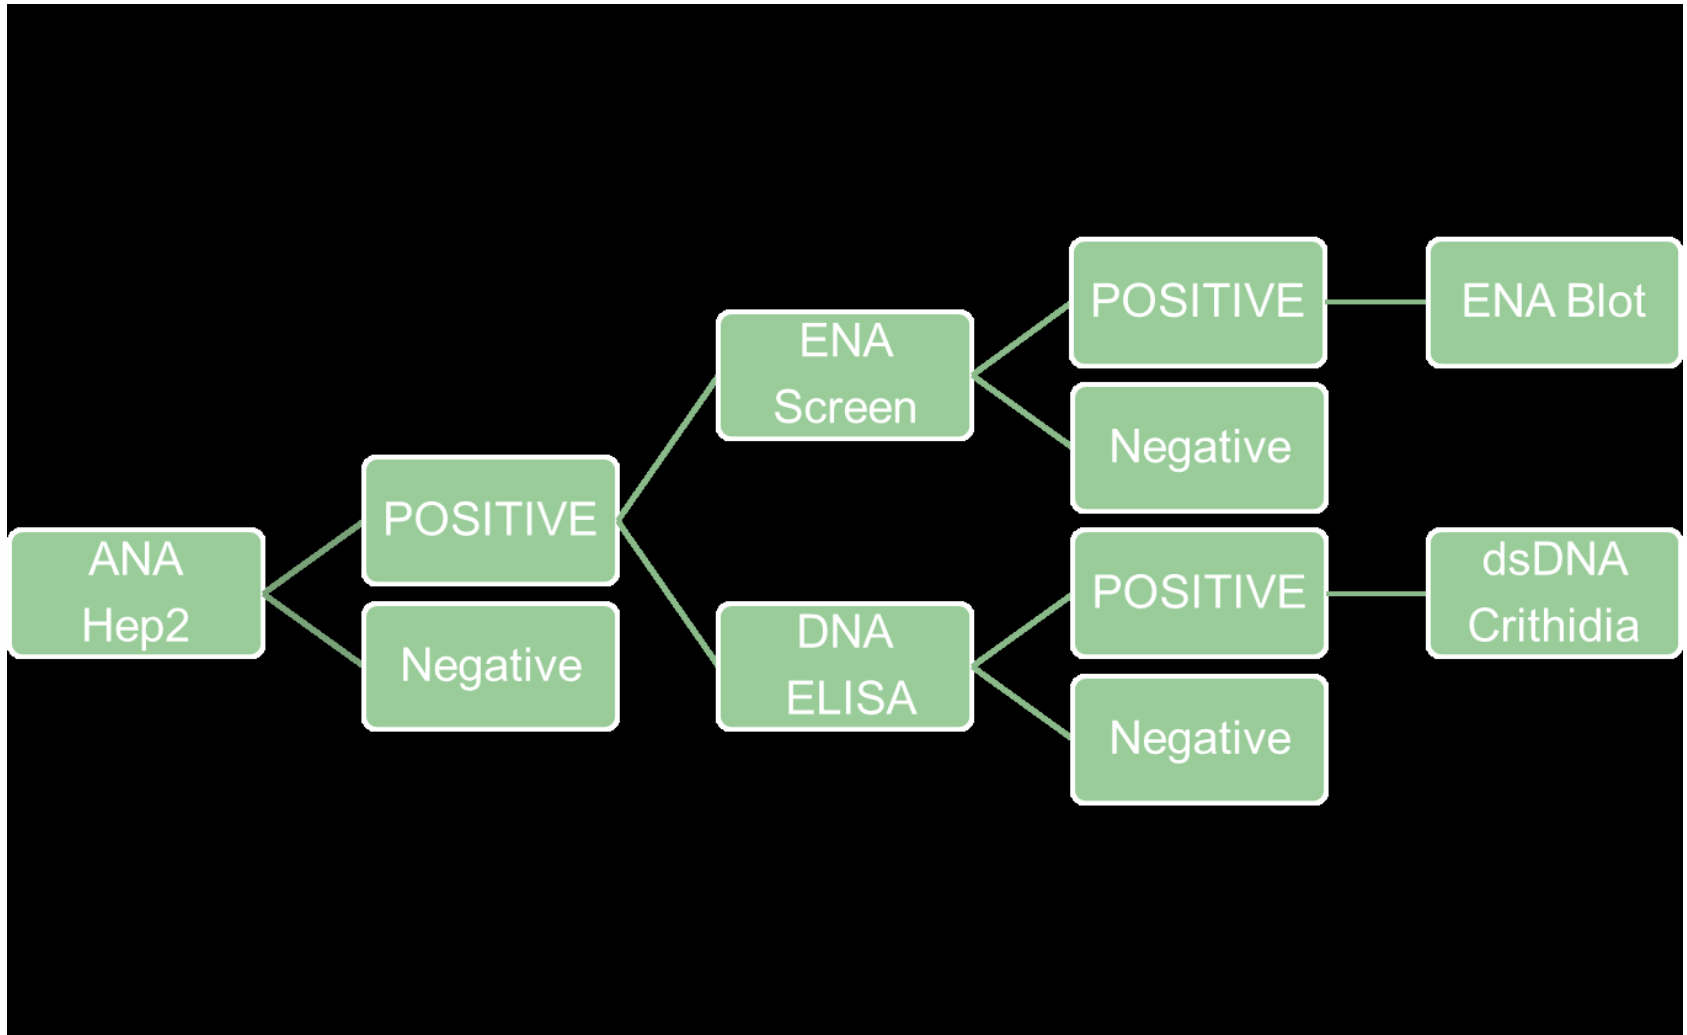 ANA
Hep2
POSITIVE
Negative
ENA
Screen
DNA
ELISA
POSITIVE
Negative
POSITIVE
Negative
ENA Blot
dsDNA
Crithidia